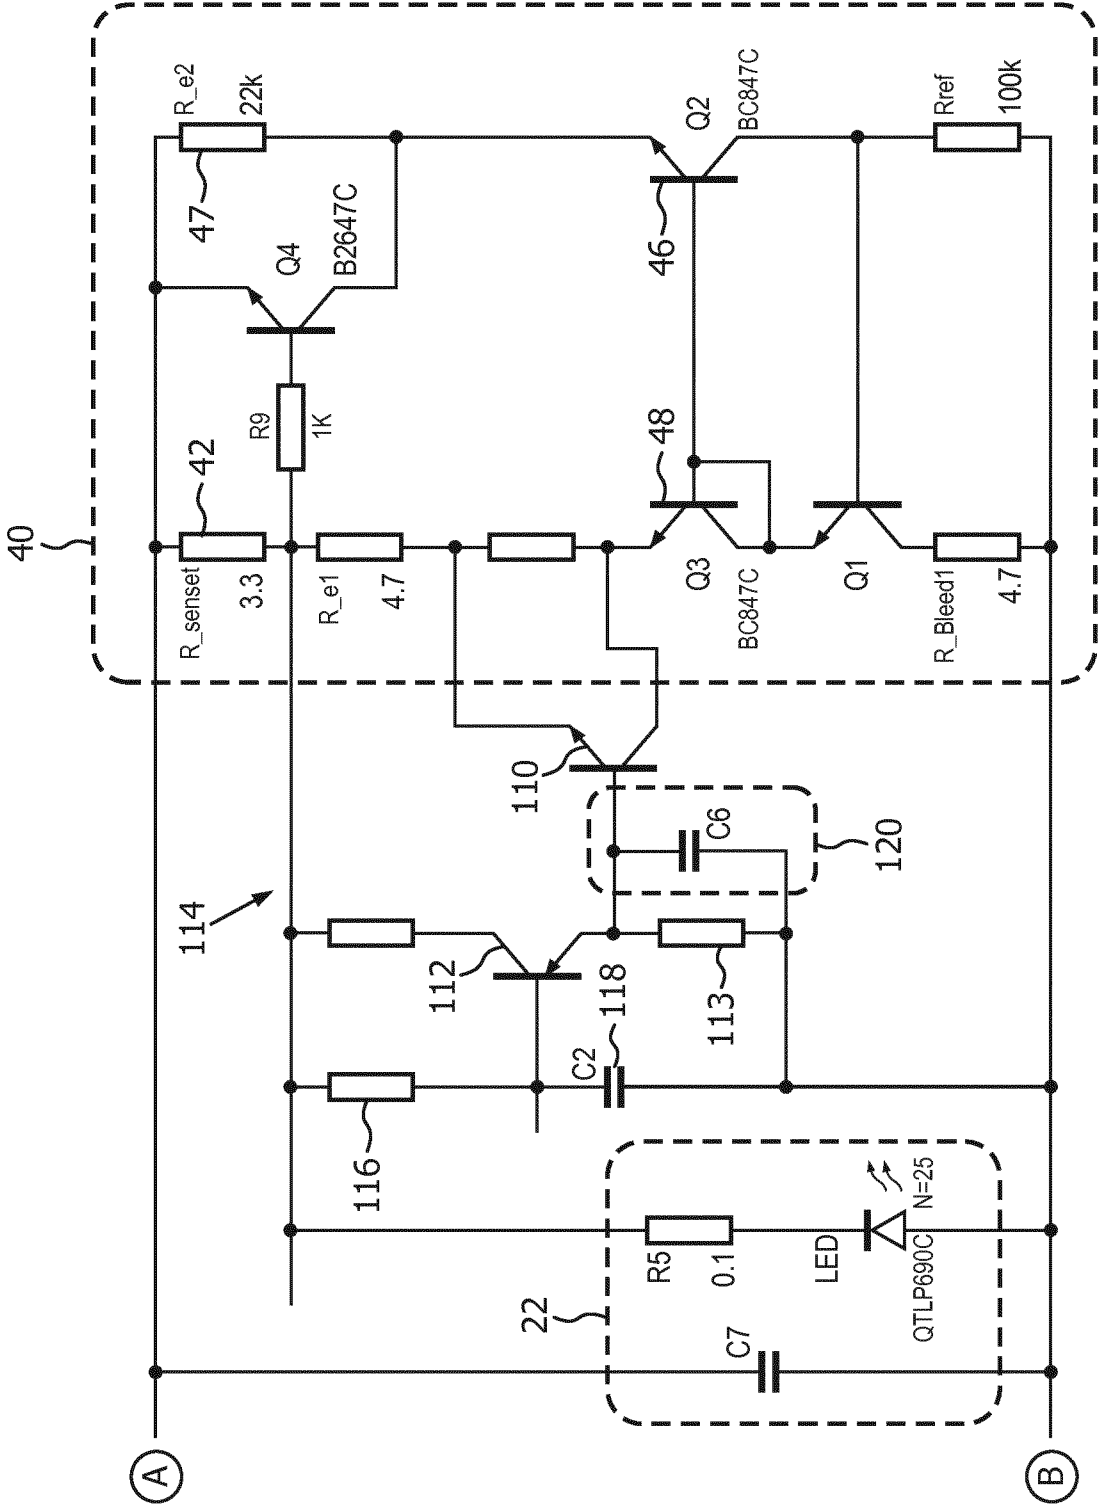 40
A
114
R_senset
3.3
42
47
R_e2
22k
R9
1K
Q4
B2647C
R_e1
4.7
116
112
110
22
C2
118
48
46
R5
0.1
113
C6
Q3
BC847C
Q2
BC847C
C7
LED
120
Q1
QTLP690C
N=25
R_Bleed1
4.7
Rref
100k
B